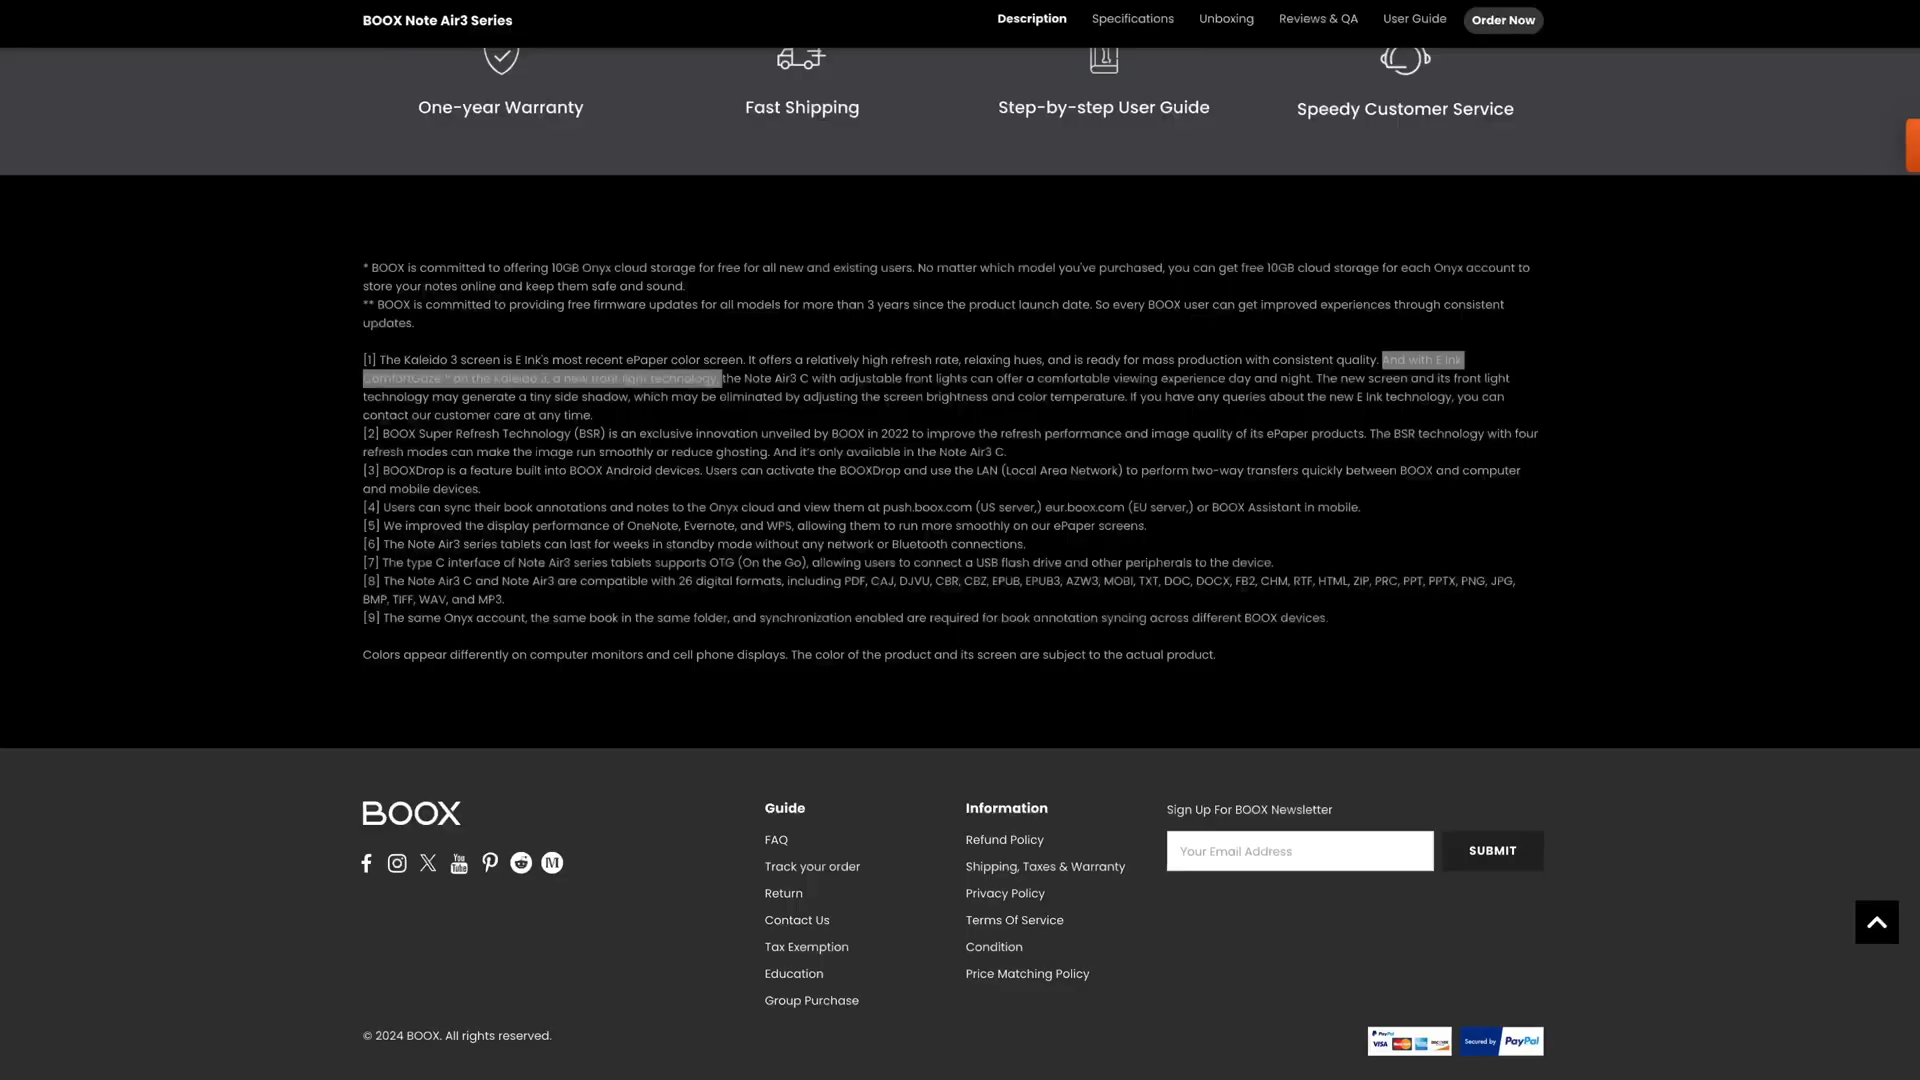 BOOX Note Air3 Series
Description
Specifications
Unboxing
Reviews & QA
User Guide
Order Now
One-year Warranty
Fast Shipping
Step-by-step User Guide
Speedy Customer Service
* BOOX is committed to offering 10GB Onyx cloud storage for free for all new and existing users. No matter which model you've purchased, you can get free 10GB cloud storage for each Onyx account to
store your notes online and keep them safe and sound.
** BOOX is committed to providing free firmware updates for all models for more than 3 years since the product launch date. So every BOOX user can get improved experiences through consistent
updates.
[1] The Kaleido 3 screen is E Ink's most recent ePaper color screen. It offers a relatively high refresh rate, relaxing hues, and is ready for mass production with consistent quality. And with E Ink
ComfortGaze™ on the Kaleido 3, a new front light technology, the Note Air3 C with adjustable front lights can offer a comfortable viewing experience day and night. The new screen and its front light
technology may generate a tiny side shadow, which may be eliminated by adjusting the screen brightness and color temperature. If you have any queries about the new E Ink technology, you can
contact our customer care at any time.
[2] BOOX Super Refresh Technology (BSR) is an exclusive innovation unveiled by BOOX in 2022 to improve the refresh performance and image quality of its ePaper products. The BSR technology with four
refresh modes can make the image run smoothly or reduce ghosting. And it's only available in the Note Air3 C.
[3] BOOXDrop is a feature built into BOOX Android devices. Users can activate the BOOXDrop and use the LAN (Local Area Network) to perform two-way transfers quickly between BOOX and computer
and mobile devices.
[4] Users can sync their book annotations and notes to the Onyx cloud and view them at push.boox.com (US server,) eur.boox.com (EU server,) or BOOX Assistant in mobile.
[5] We improved the display performance of OneNote, Evernote, and WPS, allowing them to run more smoothly on our ePaper screens.
[6] The Note Air3 series tablets can last for weeks in standby mode without any network or Bluetooth connections.
[7] The type C interface of Note Air3 series tablets supports OTG (On the Go), allowing users to connect a USB flash drive and other peripherals to the device.
[8] The Note Air3 C and Note Air3 are compatible with 26 digital formats, including PDF, CAJ, DJVU, CBR, CBZ, EPUB, EPUB3, AZW3, MOBI, TXT, DOC, DOCX, FB2, CHM, RTF, HTML, ZIP, PRC, PPT, PPTX, PNG, JPG,
BMP, TIFF, WAV, and MP3.
[9] The same Onyx account, the same book in the same folder, and synchronization enabled are required for book annotation syncing across different BOOX devices.
Colors appear differently on computer monitors and cell phone displays. The color of the product and its screen are subject to the actual product.
BOOX
Guide
FAQ
Track your order
Return
Contact Us
Tax Exemption
Education
Group Purchase
Information
Refund Policy
Shipping, Taxes & Warranty
Privacy Policy
Terms Of Service
Condition
Price Matching Policy
Sign Up For BOOX Newsletter
Your Email Address
SUBMIT
© 2024 BOOX. All rights reserved.
PayPal
VISA
Secured by PayPal